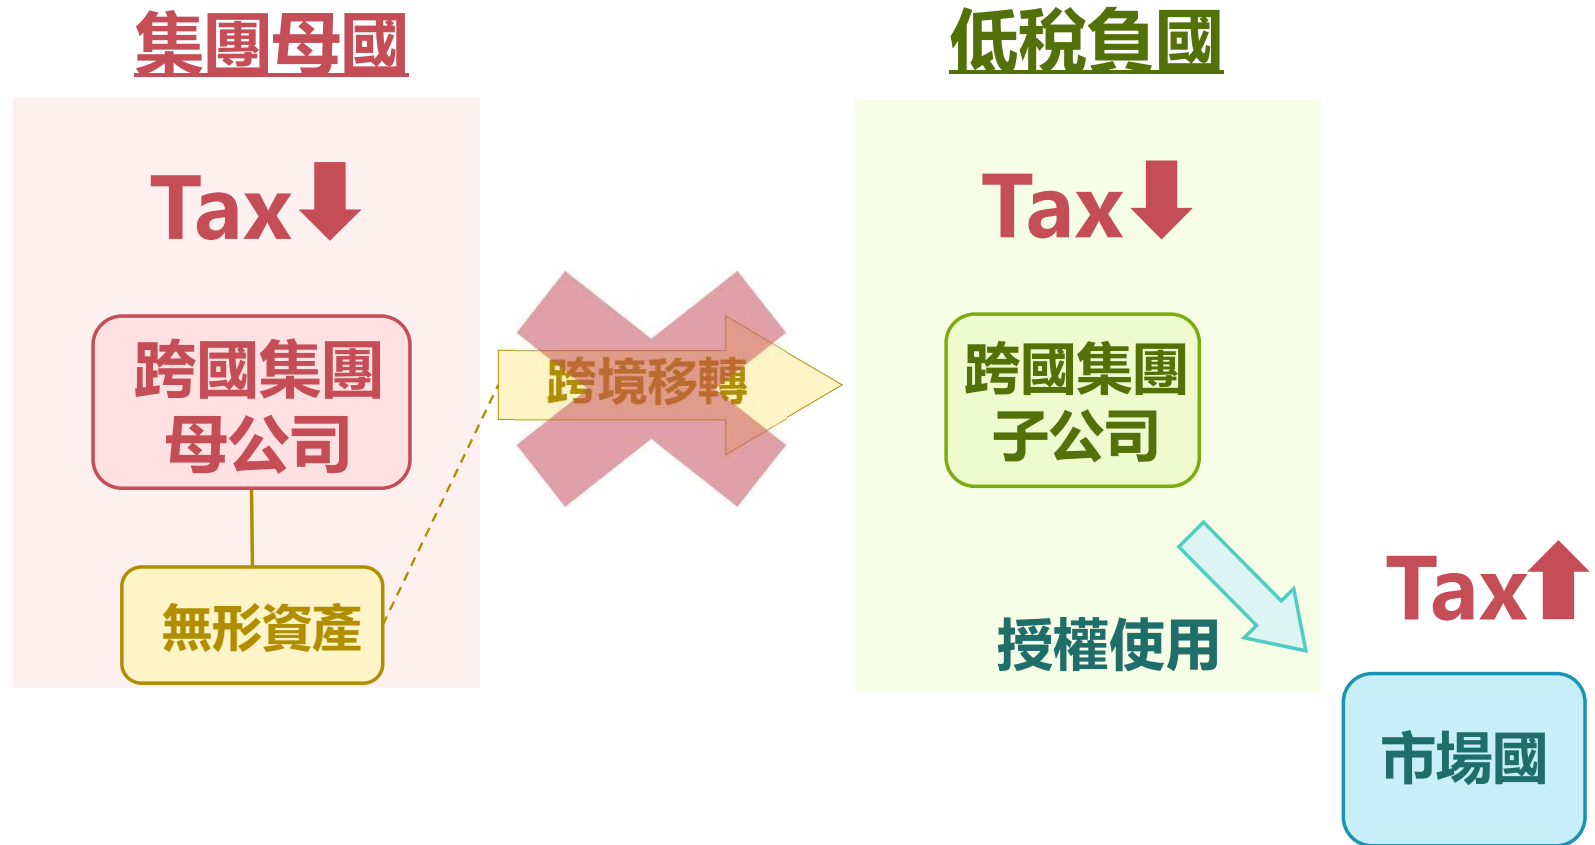 集團母國
低稅負國
Tax
Tax
跨國集團
母公司
跨境移轉
跨國集團
子公司
無形資產
授權使用
Tax
市場國